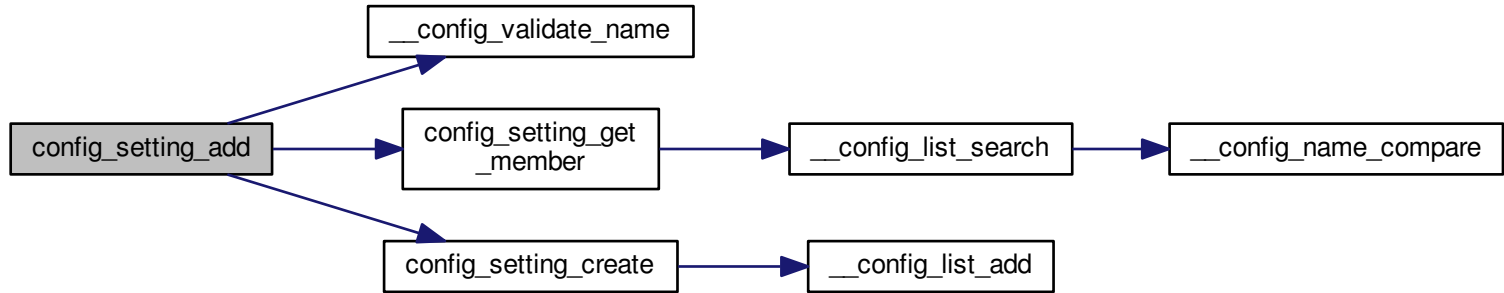 __config_validate_name
config_setting_add
config_setting_get
_member
__config_list_search
__config_name_compare
config_setting_create
__config_list_add